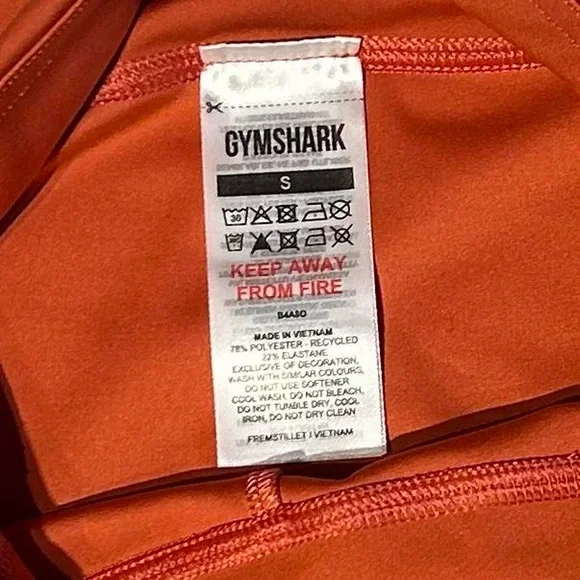 GYMSHARK
S
30
KEEP AWAY
FROM FIRE
B4A3O
MADE IN VIETNAM
78% POLYESTER - RECYCLED
22% ELASTANE
EXCLUSIVE OF DECORATION,
WASH WITH SIMILAR COLOURS,
DO NOT USE SOFTENER
COOL WASH, DO NOT BLEACH,
DO NOT TUMBLE DRY, COOL
IRON, DO NOT DRY CLEAN
FREMSTILLET I VIETNAM